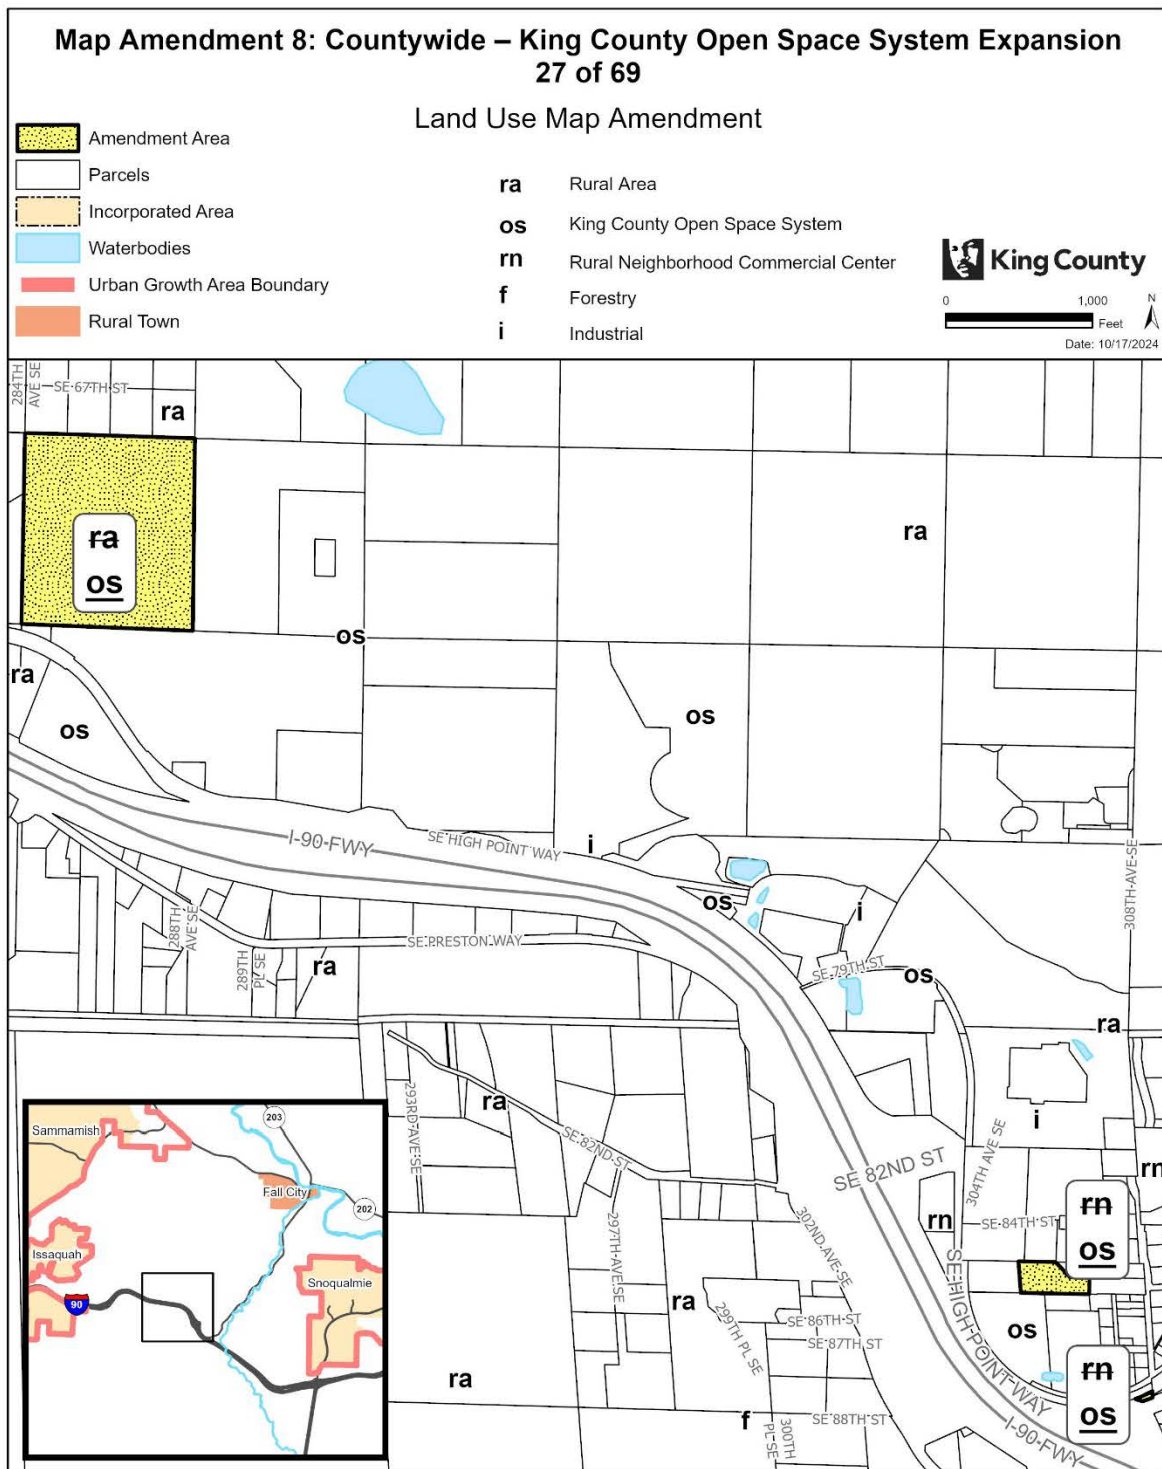 Map Amendment 8: Countywide – King County Open Space System Expansion
27 of 69
Land Use Map Amendment
Amendment Area
Parcels
Incorporated Area
Waterbodies
Urban Growth Area Boundary
Rural Town
ra Rural Area
os King County Open Space System
rn Rural Neighborhood Commercial Center
f Forestry
i Industrial
King County
0 1,000
Feet
N
Date: 10/17/2024
284TH
AVE SE
SE 67TH ST
ra
ra
os
ra
os
ra
os
os
I-90 FWY
SE HIGH POINT WAY
i
os
i
308TH AVE SE
288TH
AVE SE
SE PRESTON WAY
289TH
PL SE
ra
SE 79TH ST
os
ra
293RD AVE SE
ra
SE 82ND ST
i
SE 82ND ST
304TH AVE SE
rn
rn
os
rn
SE 84TH ST
297TH AVE SE
302ND AVE SE
SE HIGH POINT WAY
ra
299TH PL SE
SE 86TH ST
SE 87TH ST
os
rn
os
ra
f
300TH
PL SE
SE 88TH ST
I-90 FWY
Sammamish
203
Fall City
202
Issaquah
90
Snoqualmie